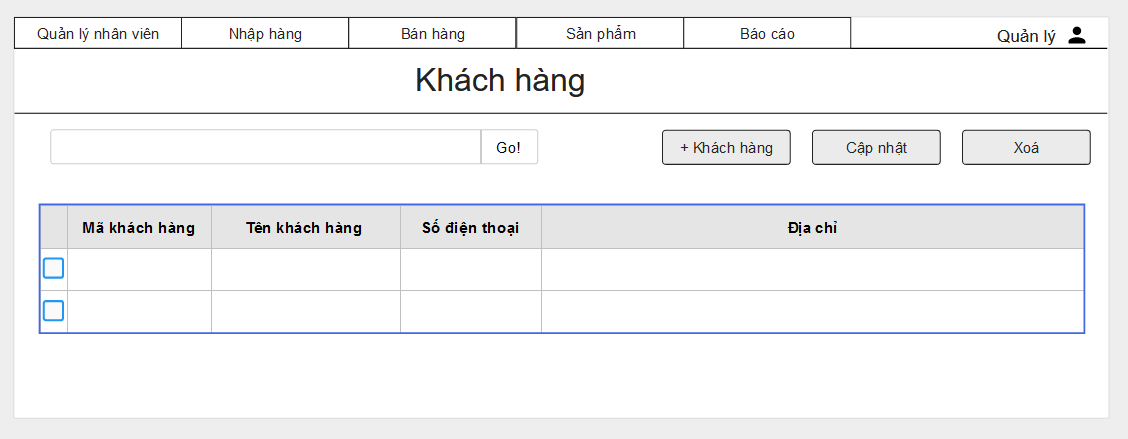 Quản lý nhân viên Nhập hàng Bán hàng Sản phẩm Báo cáo Quản lý
Khách hàng
Go! + Khách hàng Cập nhật Xoá
Mã khách hàng Tên khách hàng Số điện thoại Địa chỉ